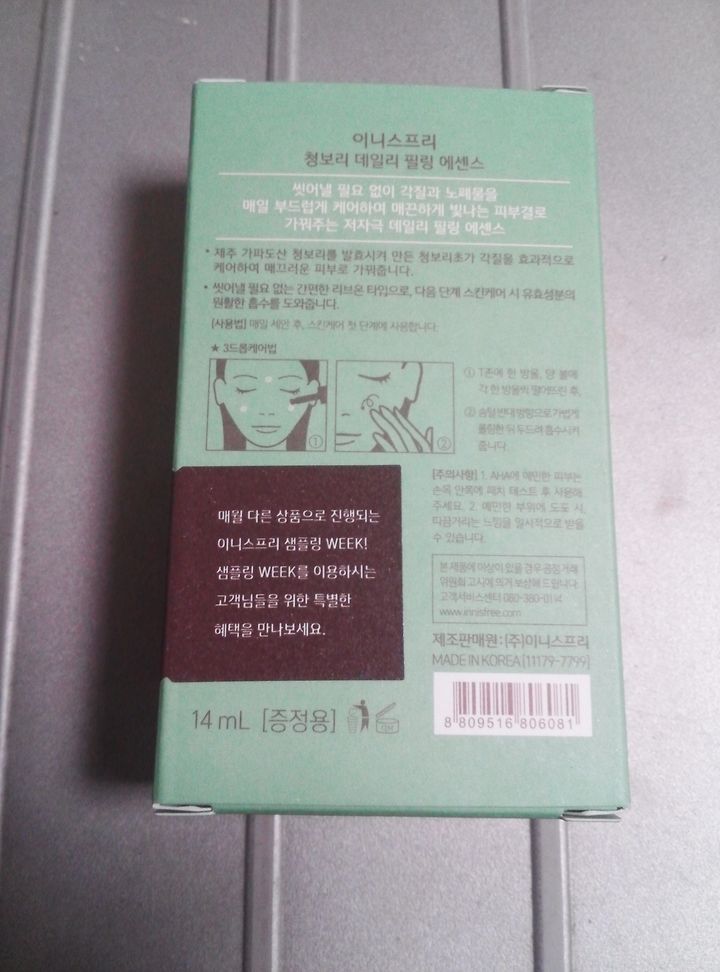 이니스프리
청보리 데일리 필링 에센스
씻어낼 필요 없이 각질과 노폐물을
매일 부드럽게 케어하여 매끈하게 빛나는 피부결로
가꿔주는 저자극 데일리 필링 에센스
• 제주 가파도산 청보리를 발효시켜 만든 청보리초가 각질을 효과적으로
케어하여 매끄러운 피부로 가꿔줍니다.
• 씻어낼 필요 없는 간편한 리브온 타입으로, 다음 단계 스킨케어 시 유효성분의
원활한 흡수를 도와줍니다.
[사용법] 매일 세안 후, 스킨케어 첫 단계에 사용합니다.
★ 3드롭케어법
①
②
① T존에 한 방울, 양 볼에
각 한 방울씩 떨어뜨린 후,
② 솜털 반대 방향으로 가볍게
롤링한 뒤 두드려 흡수시켜
줍니다.
[주의사항] 1. AHA에 예민한 피부는
손목 안쪽에 패치 테스트 후 사용해
주세요. 2. 예민한 부위에 도포 시,
따끔거리는 느낌을 일시적으로 받을
수 있습니다.
본 제품에 이상이 있을 경우 공정거래
위원회 고시에 의거 보상해 드립니다.
고객서비스센터 080-380-0114
www.innisfree.com
제조판매원 : (주)이니스프리
MADE IN KOREA [11179-7799]
8 809516 806081
매월 다른 상품으로 진행되는
이니스프리 샘플링 WEEK!
샘플링 WEEK를 이용하시는
고객님들을 위한 특별한
혜택을 만나보세요.
14 mL [증정용]